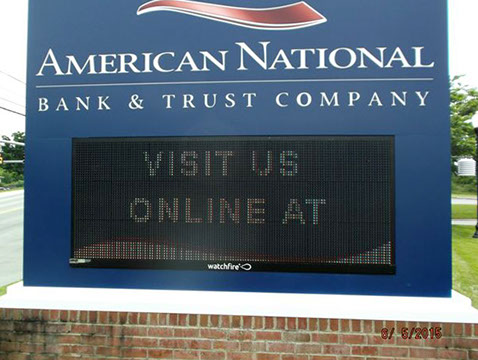 AMERICAN NATIONAL
BANK & TRUST COMPANY
VISIT US
ONLINE AT
watchfire
8/ 5/2015